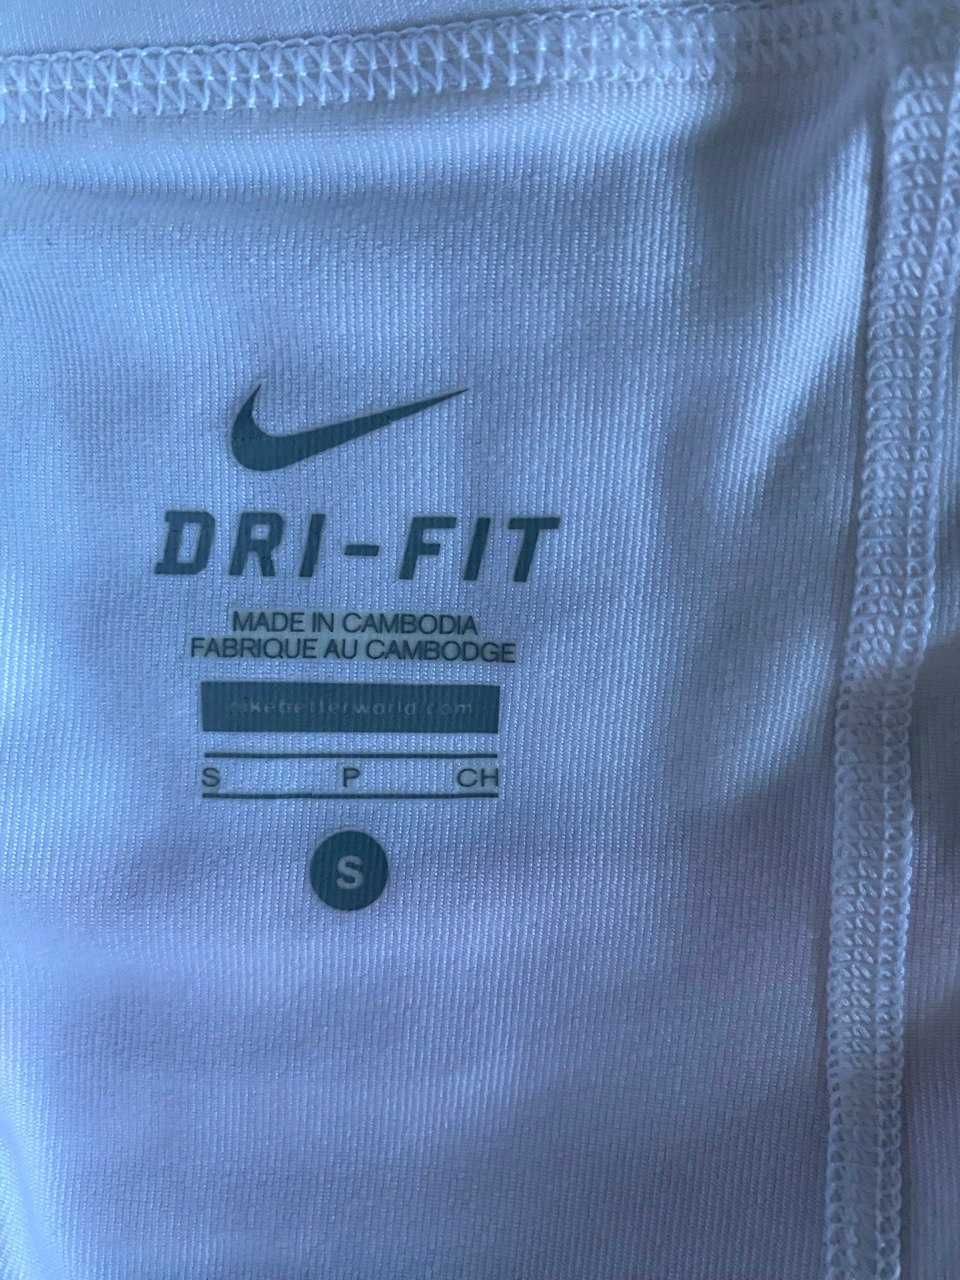 DRI-FIT
MADE IN CAMBODIA
FABRIQUE AU CAMBODGE
nikebetterworld.com
S P CH
S